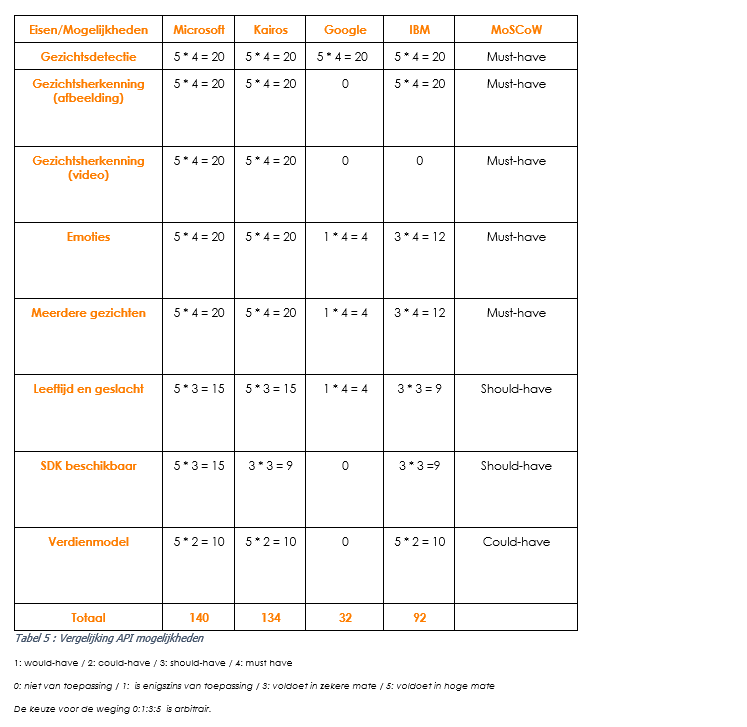 Eisen/Mogelijkheden Microsoft Kairos Google IBM MoSCoW
Gezichtsdetectie 5 * 4 = 20 5 * 4 = 20 5 * 4 = 20 5 * 4 = 20 Must-have
Gezichtsherkenning 5 * 4 = 20 5 * 4 = 20 0 5 * 4 = 20 Must-have
(afbeelding)
Gezichtsherkenning 5 * 4 = 20 5 * 4 = 20 0 0 Must-have
(video)
Emoties 5 * 4 = 20 5 * 4 = 20 1 * 4 = 4 3 * 4 = 12 Must-have
Meerdere gezichten 5 * 4 = 20 5 * 4 = 20 1 * 4 = 4 3 * 4 = 12 Must-have
Leeftijd en geslacht 5 * 3 = 15 5 * 3 = 15 1 * 4 = 4 3 * 3 = 9 Should-have
SDK beschikbaar 5 * 3 = 15 3 * 3 = 9 0 3 * 3 =9 Should-have
Verdienmodel 5 * 2 = 10 5 * 2 = 10 0 5 * 2 = 10 Could-have
Totaal 140 134 32 92
Tabel 5 : Vergelijking API mogelijkheden
1: would-have / 2: could-have / 3: should-have / 4: must have
0: niet van toepassing / 1: is enigszins van toepassing / 3: voldoet in zekere mate / 5: voldoet in hoge mate
De keuze voor de weging 0:1:3:5 is arbitrair.